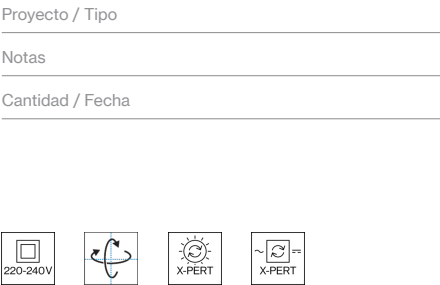 Proyecto / Tipo
Notas
Cantidad / Fecha
220-240V
X-PERT
X-PERT